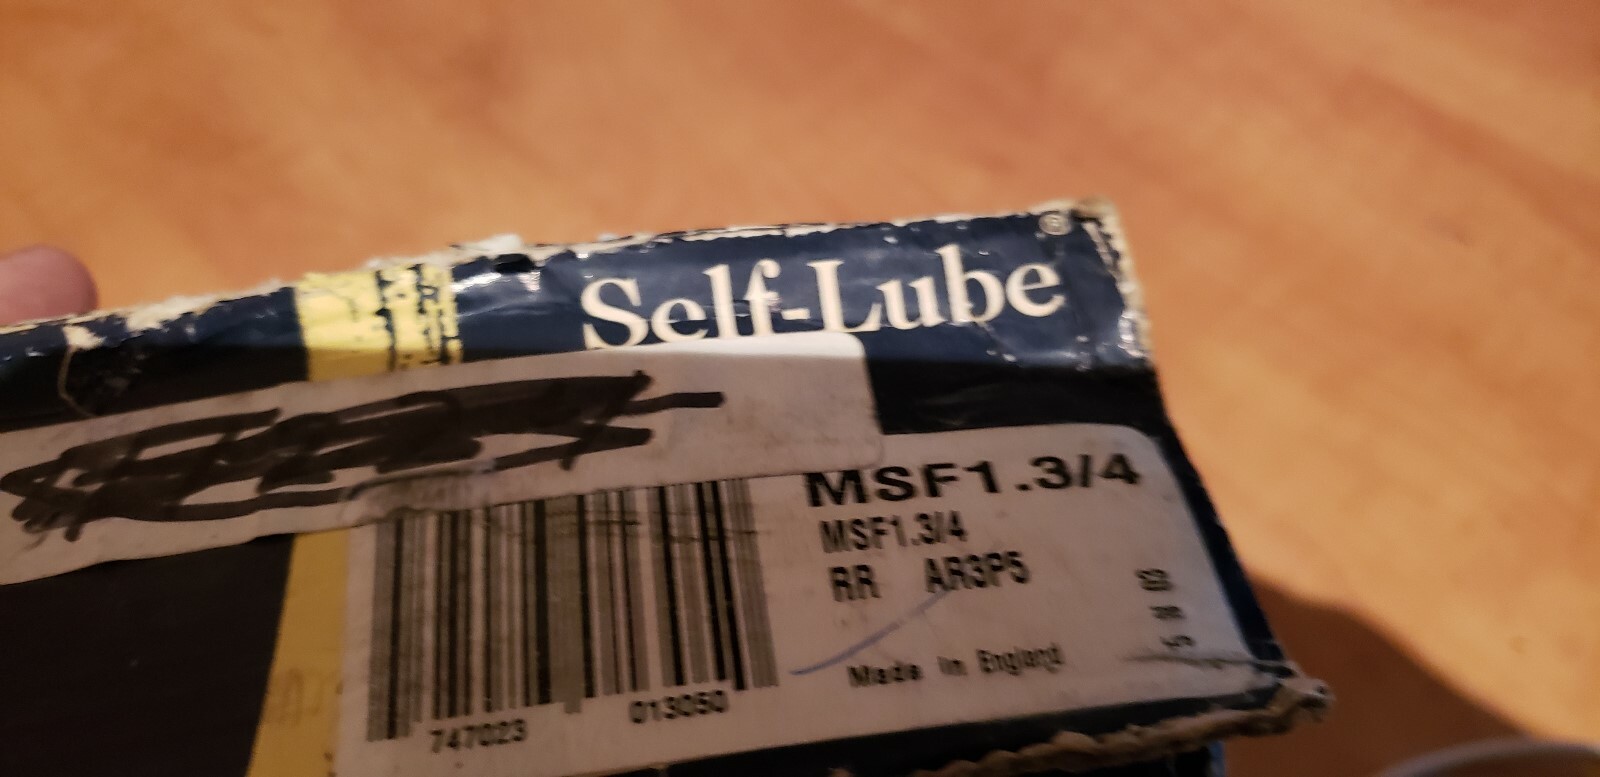 Self-Lube®
MSF1.3/4
MSF1.3/4
RR AR3P5
Made in England
747023 013050